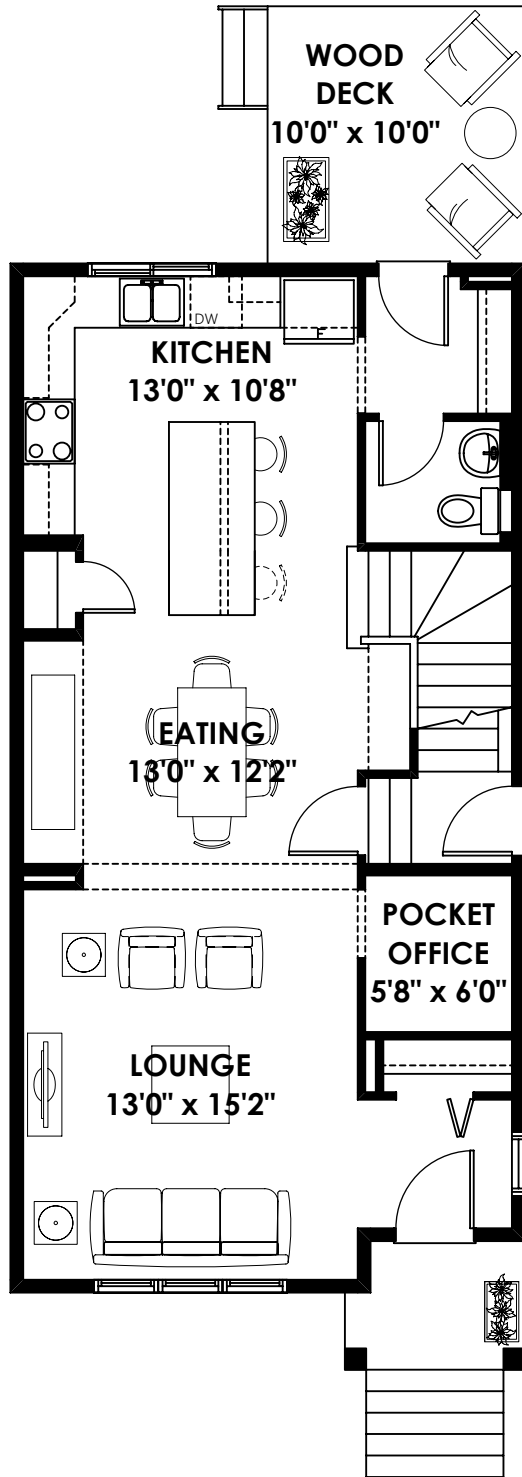 WOOD
DECK
10'0" x 10'0"
DW
F
KITCHEN
13'0" x 10'8"
EATING
13'0" x 12'2"
POCKET
OFFICE
5'8" x 6'0"
LOUNGE
13'0" x 15'2"